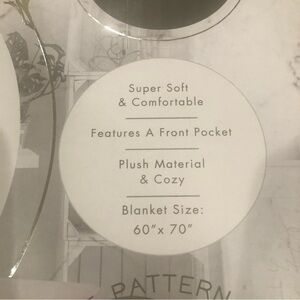 Super Soft
& Comfortable
Features A Front Pocket
Plush Material
& Cozy
Blanket Size:
60"x 70"
PATTERN